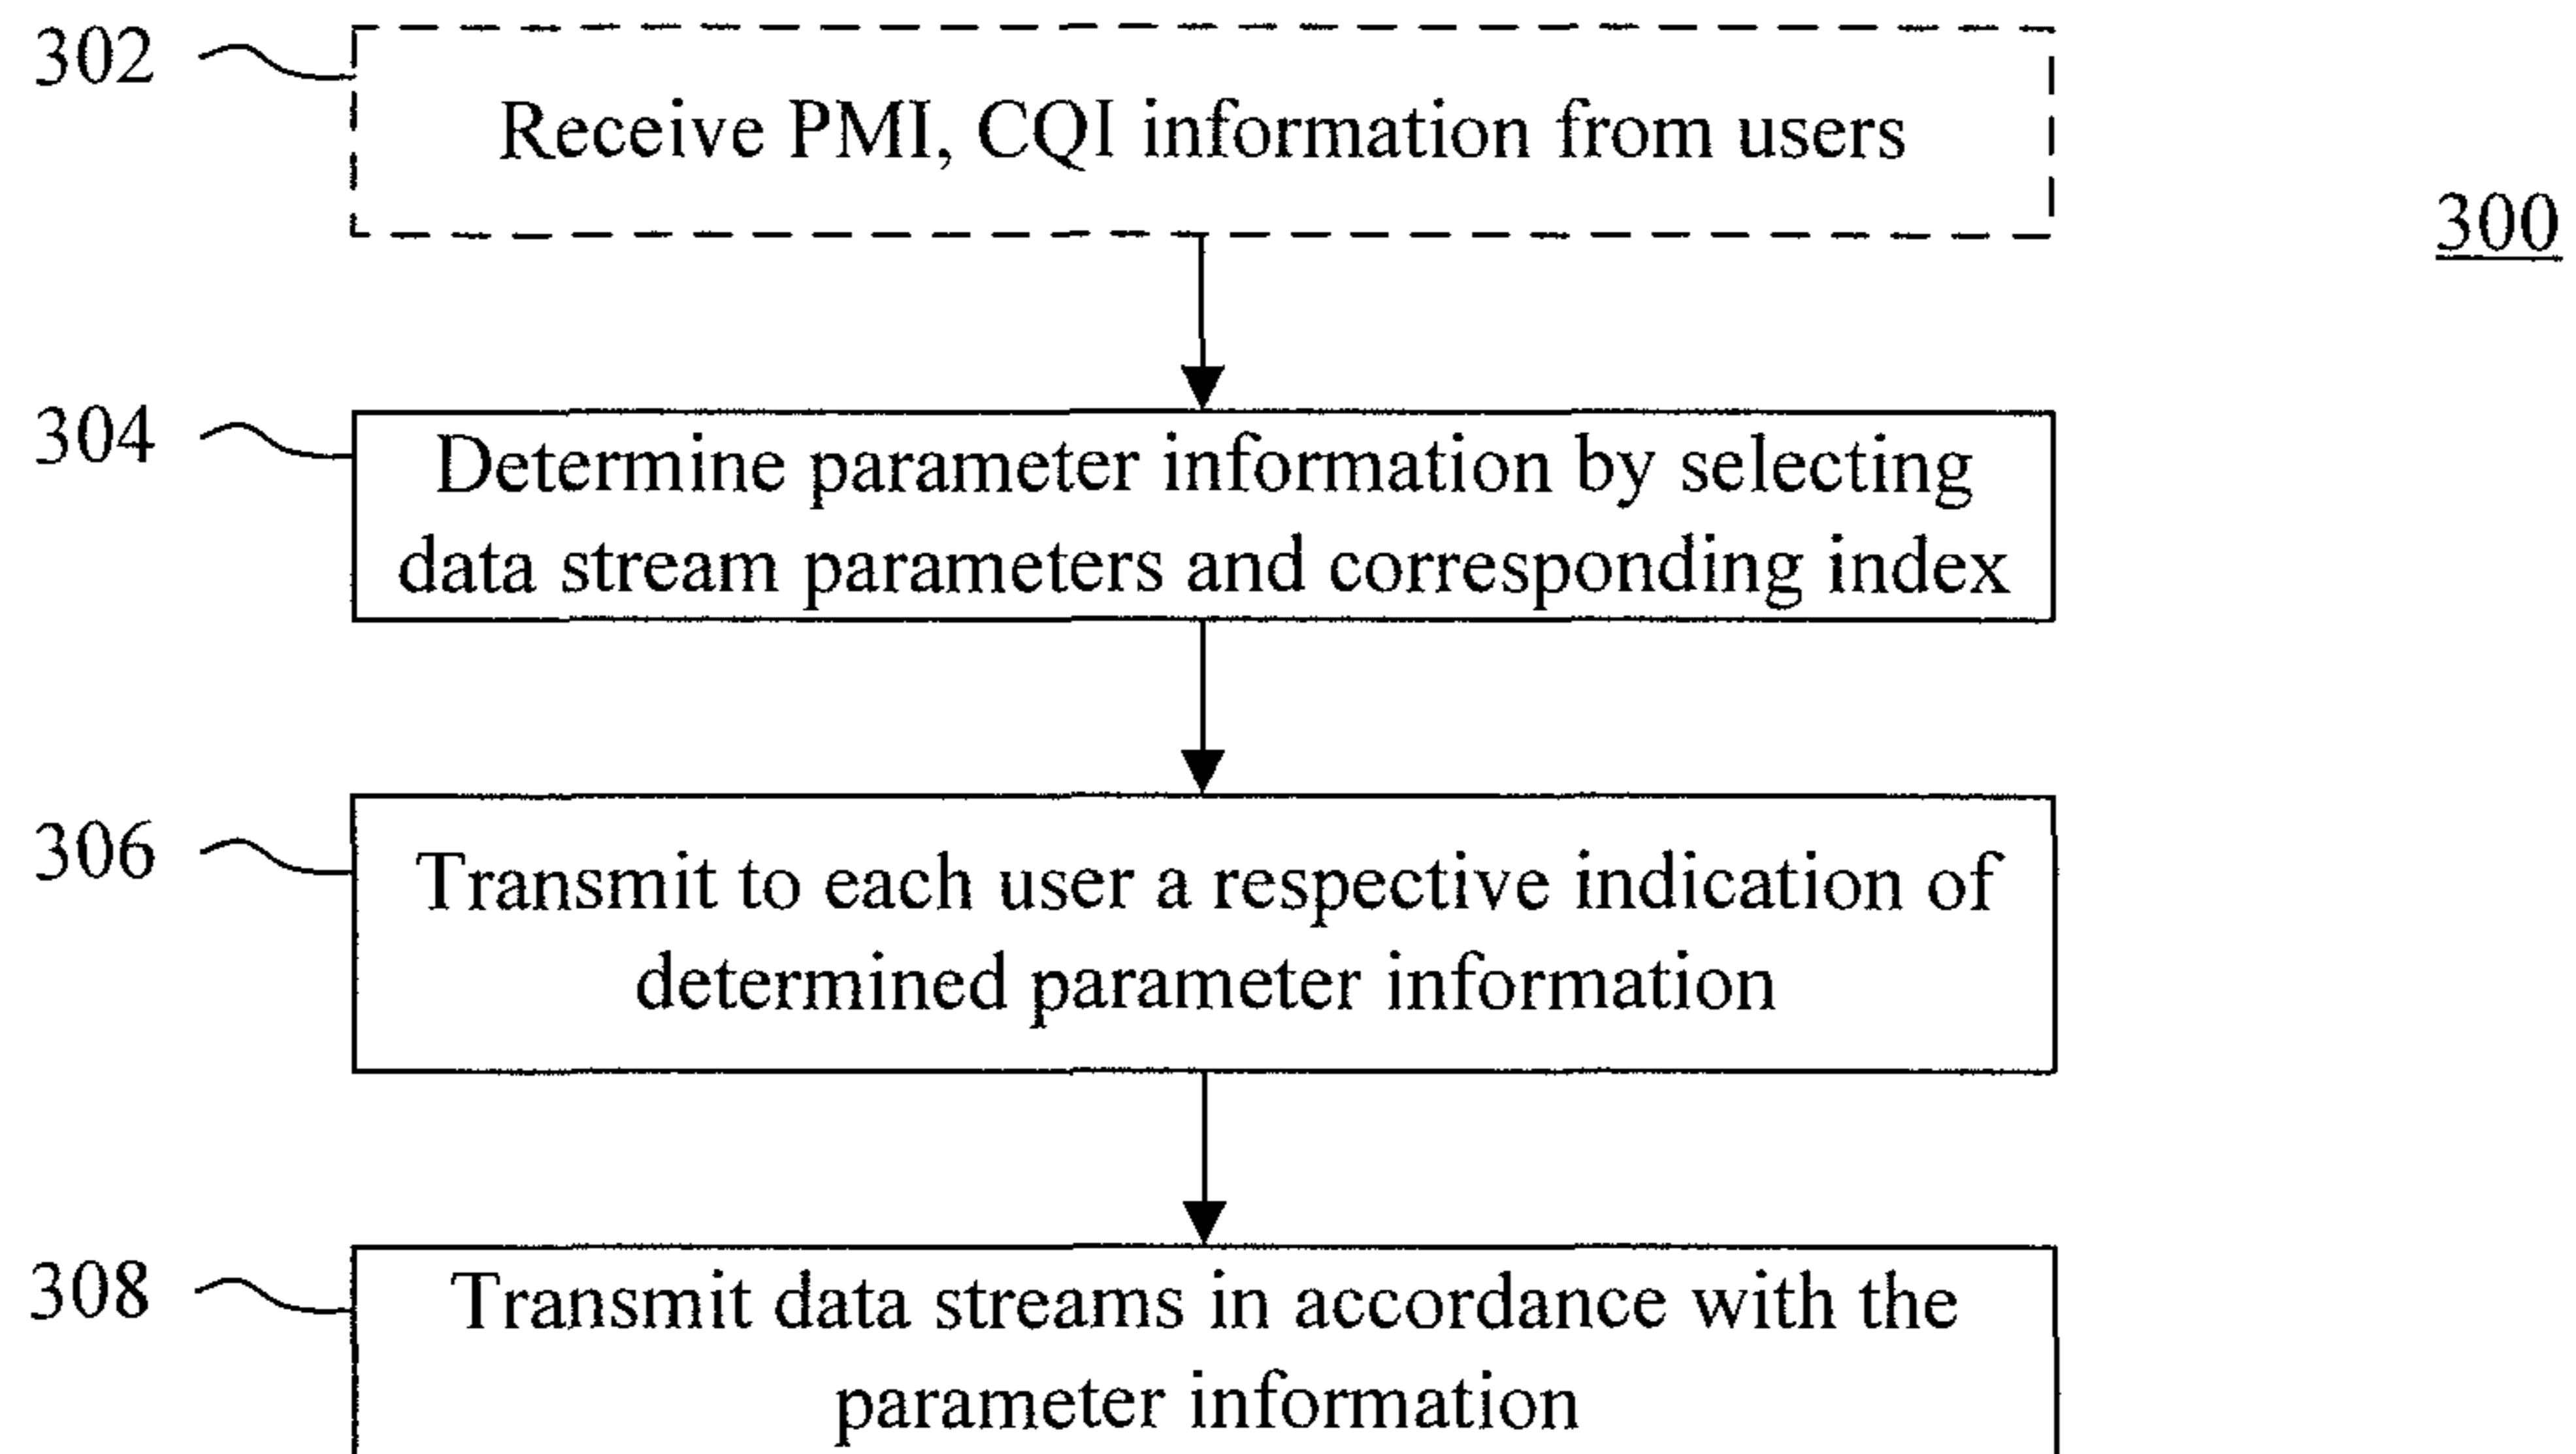 302
Receive PMI, CQI information from users
300
304
Determine parameter information by selecting
data stream parameters and corresponding index
306
Transmit to each user a respective indication of
determined parameter information
308
Transmit data streams in accordance with the
parameter information